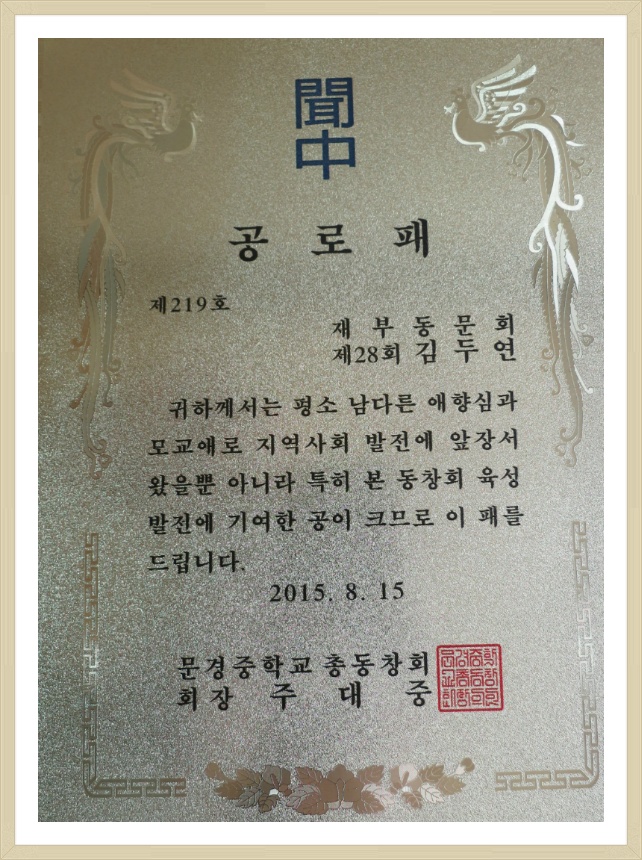 聞
中
공 로 패
제219호
재 부 동 문 회
제28회 김 두 연
귀하께서는 평소 남다른 애향심과
모교애로 지역사회 발전에 앞장서
왔을뿐 아니라 특히 본 동창회 육성
발전에 기여한 공이 크므로 이 패를
드립니다.
2015. 8. 15
문경중학교 총동창회
회장 주 대 중